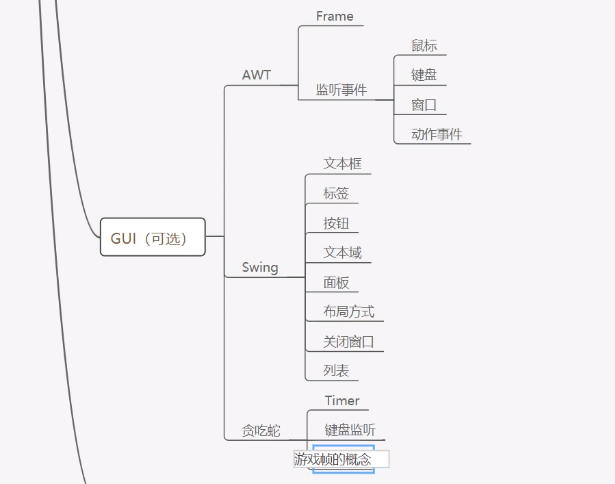 GUI（可选）
AWT
Frame
监听事件
鼠标
键盘
窗口
动作事件
Swing
文本框
标签
按钮
文本域
面板
布局方式
关闭窗口
列表
贪吃蛇
Timer
键盘监听
游戏帧的概念